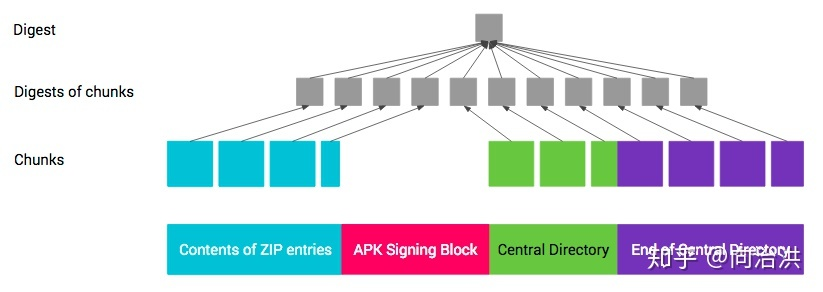 Digest
Digests of chunks
Chunks
Contents of ZIP entries
APK Signing Block
Central Directory
End of Central Directory
知乎 @向治洪